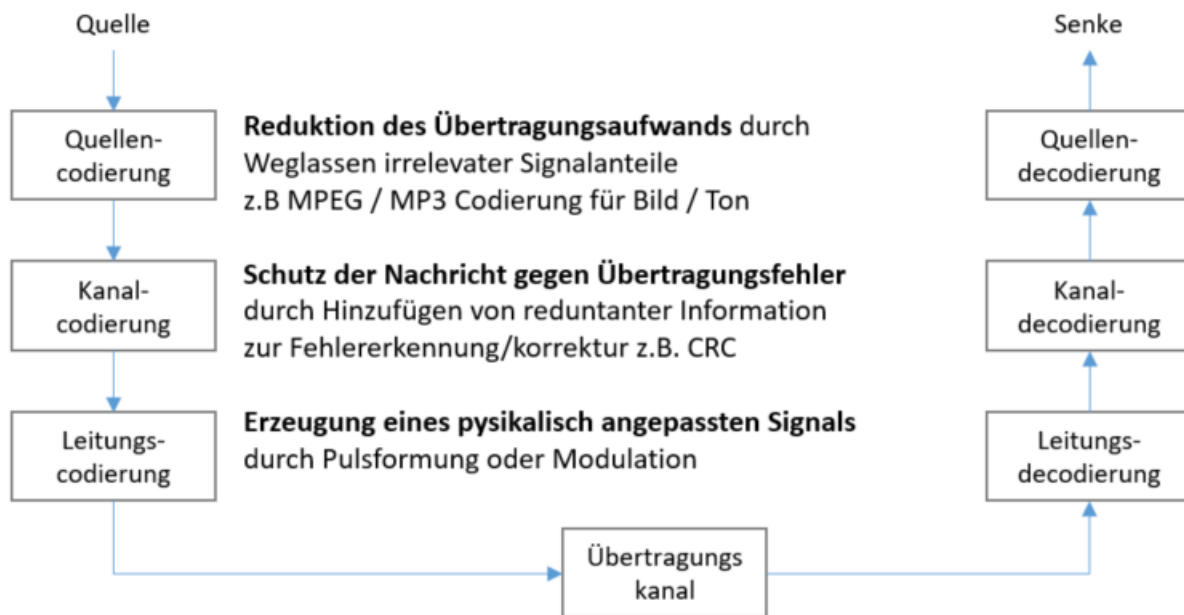 Quelle
Senke
Quellen-
codierung
Reduktion des Übertragungsaufwands durch
Weglassen irrelevater Signalanteile
z.B MPEG / MP3 Codierung für Bild / Ton
Quellen-
decodierung
Kanal-
codierung
Schutz der Nachricht gegen Übertragungsfehler
durch Hinzufügen von reduntanter Information
zur Fehlererkennung/korrektur z.B. CRC
Kanal-
decodierung
Leitungs-
codierung
Erzeugung eines pysikalisch angepassten Signals
durch Pulsformung oder Modulation
Leitungs-
decodierung
Übertragungs
kanal